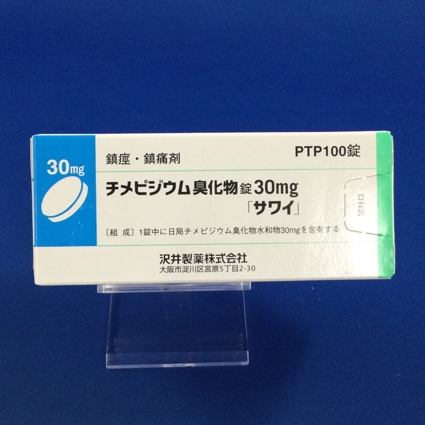 30mg
鎮痙・鎮痛剤
PTP100錠
チメピジウム臭化物錠30mg
「サワイ」
〔組 成〕1錠中に日局チメピジウム臭化物水和物30mgを含有する
開封口
沢井製薬株式会社
大阪市淀川区宮原5丁目2-30